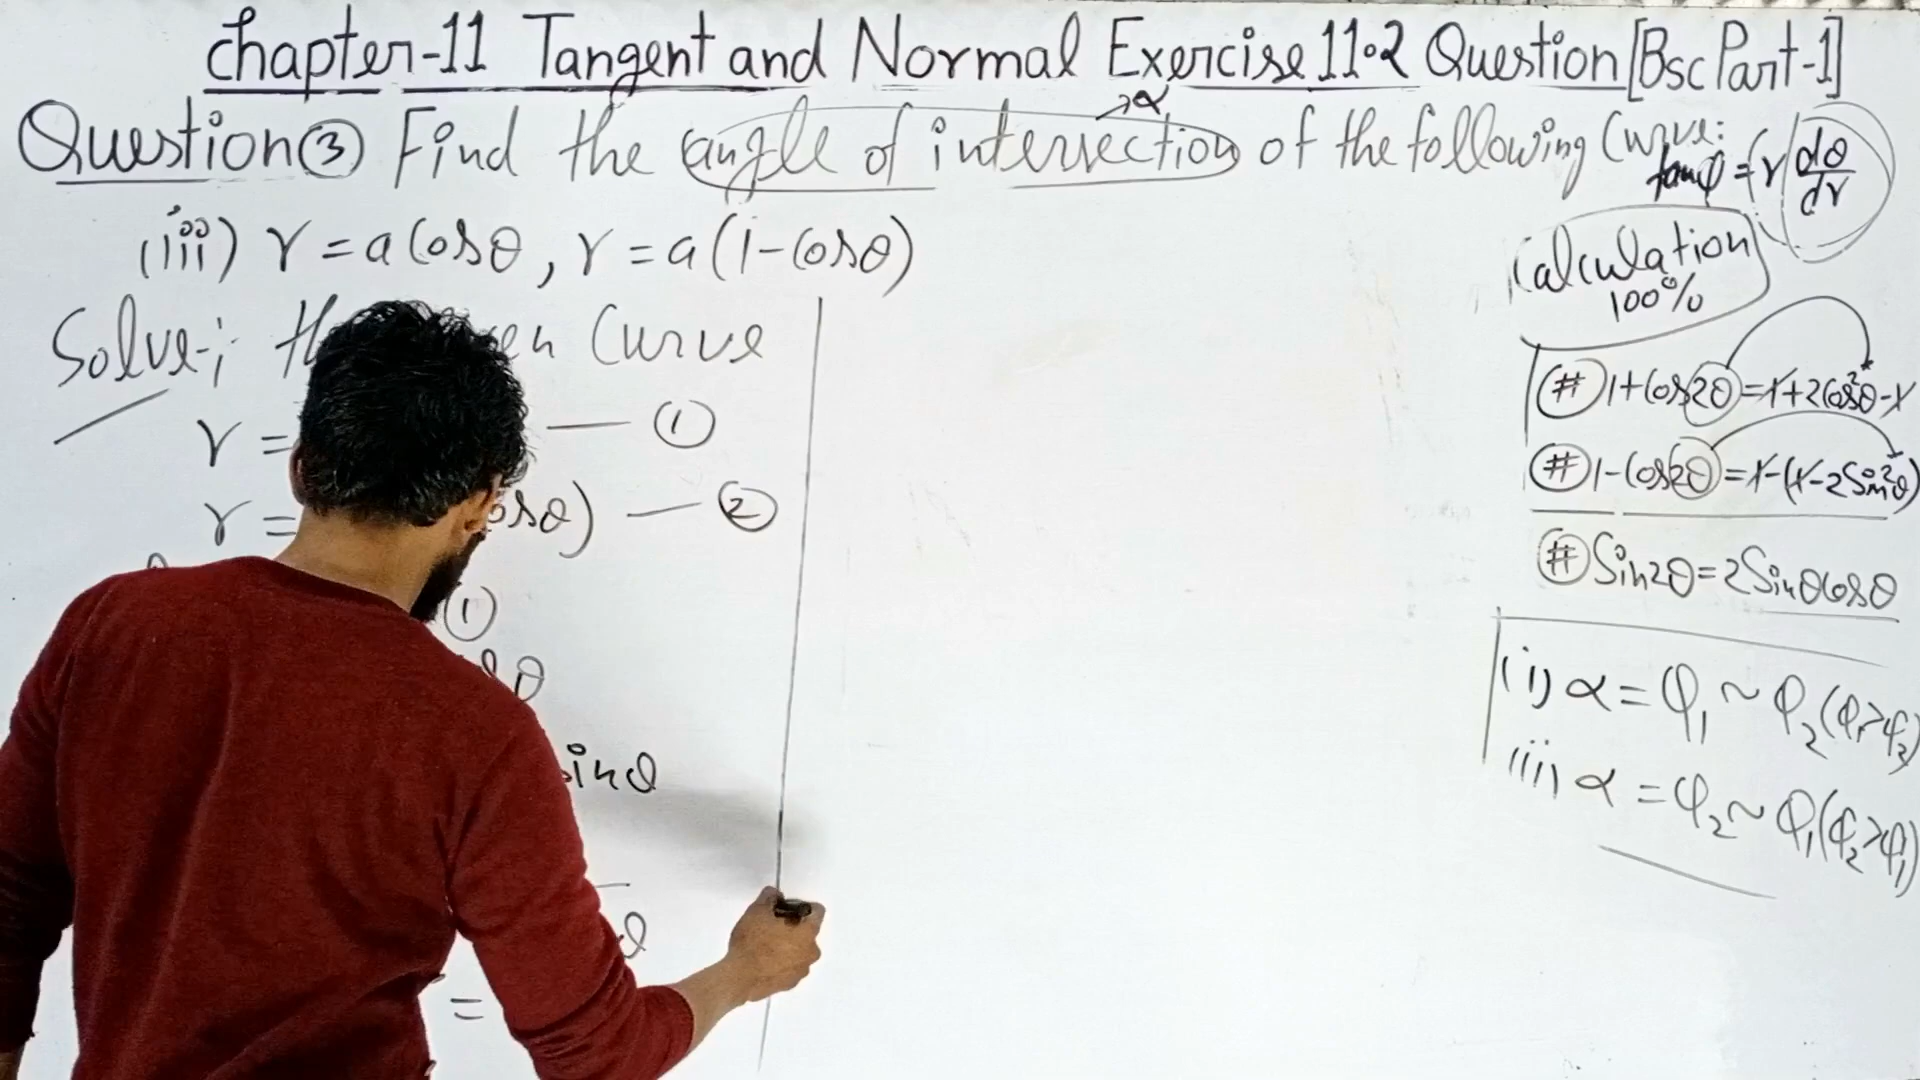 Chapter-11 Tangent and Normal Exercise 11.2 Question [Bsc Part-1]
Question ③ Find the angle of intersection of the following Curve:
→α
tanφ = r dθ/dr
(iii) r = a Cosθ, r = a(1-Cosθ)
Solve-; Curve
r = — ①
r = osθ) — ②
①
θ
sinθ
θ
=
Calculation
100%
# 1+Cos2θ = 1+2Cos²θ-1
# 1-Cos2θ = 1-(1-2Sin²θ)
# Sin2θ = 2SinθCosθ
(i) α = φ₁ ~ φ₂ (φ₁>φ₂)
(ii) α = φ₂ ~ φ₁ (φ₂>φ₁)